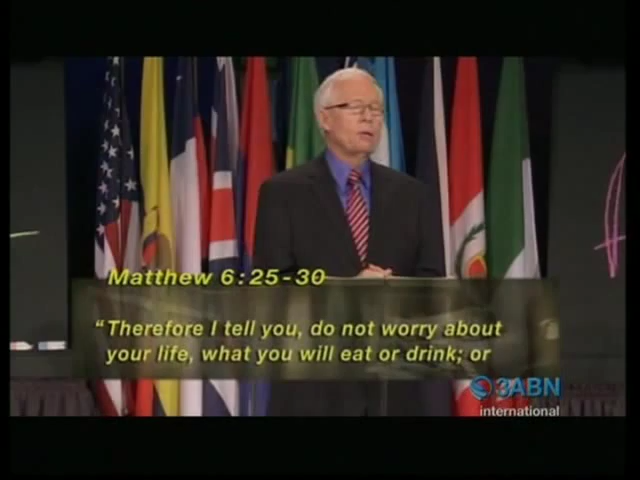 Matthew 6:25-30
“Therefore I tell you, do not worry about
your life, what you will eat or drink; or
3ABN
international